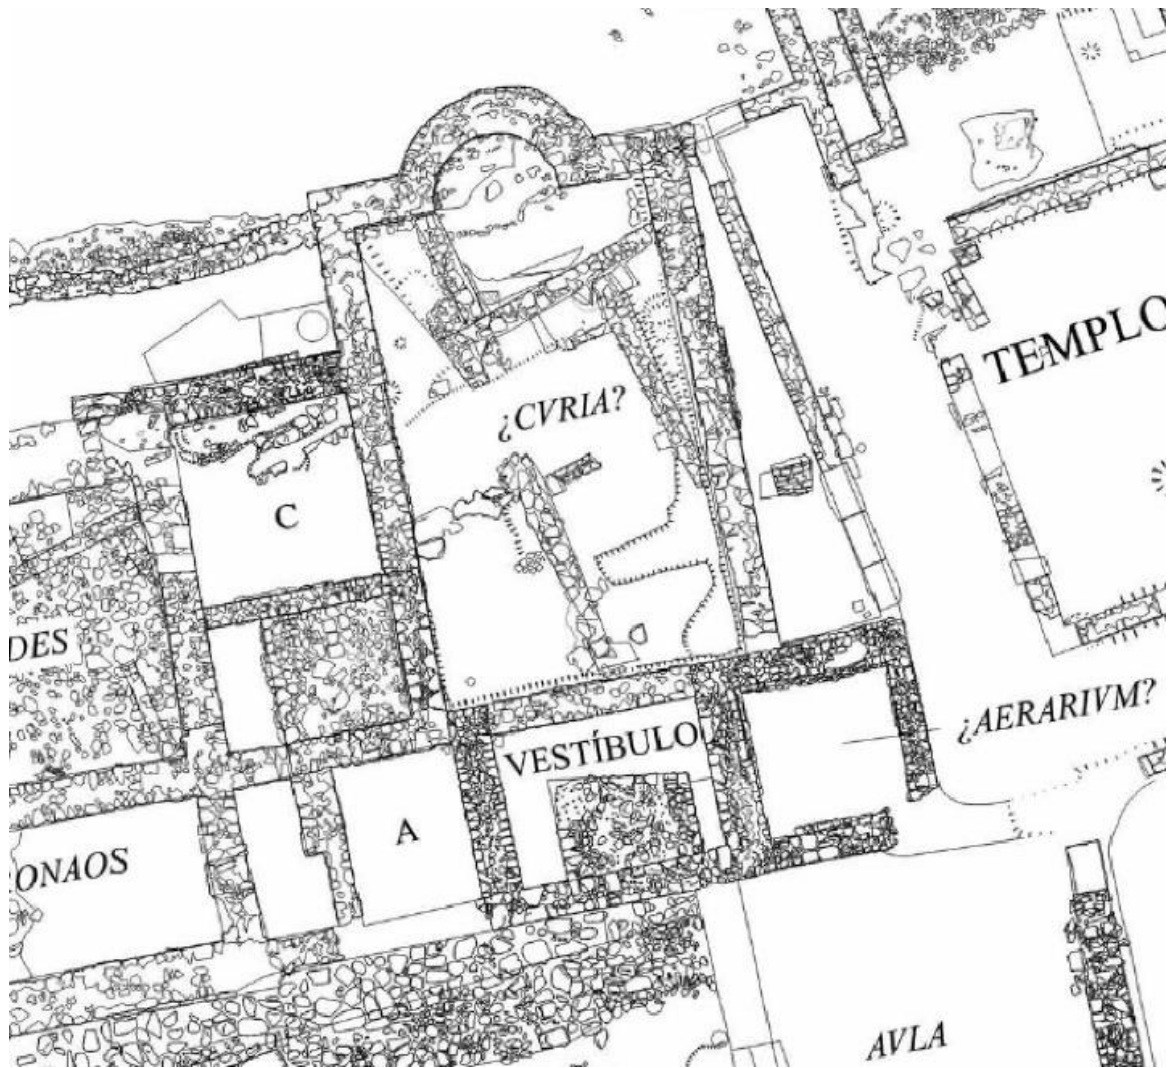 TEMPLO
¿CVRIA?
C
DES
¿AERARIVM?
VESTÍBULO
A
ONAOS
AVLA